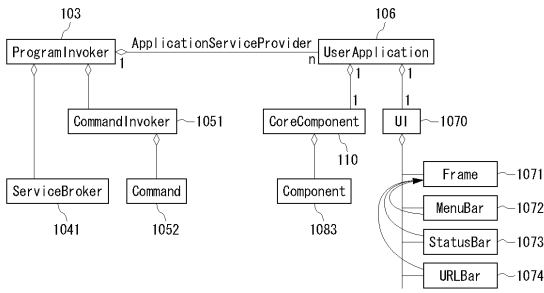 103
106
ProgramInvoker
ApplicationServiceProvider
UserApplication
1
n
1
1
CommandInvoker
1051
1
1
CoreComponent
UI
1070
110
ServiceBroker
Command
Component
Frame
1071
1041
1052
1083
MenuBar
1072
StatusBar
1073
URLBar
1074